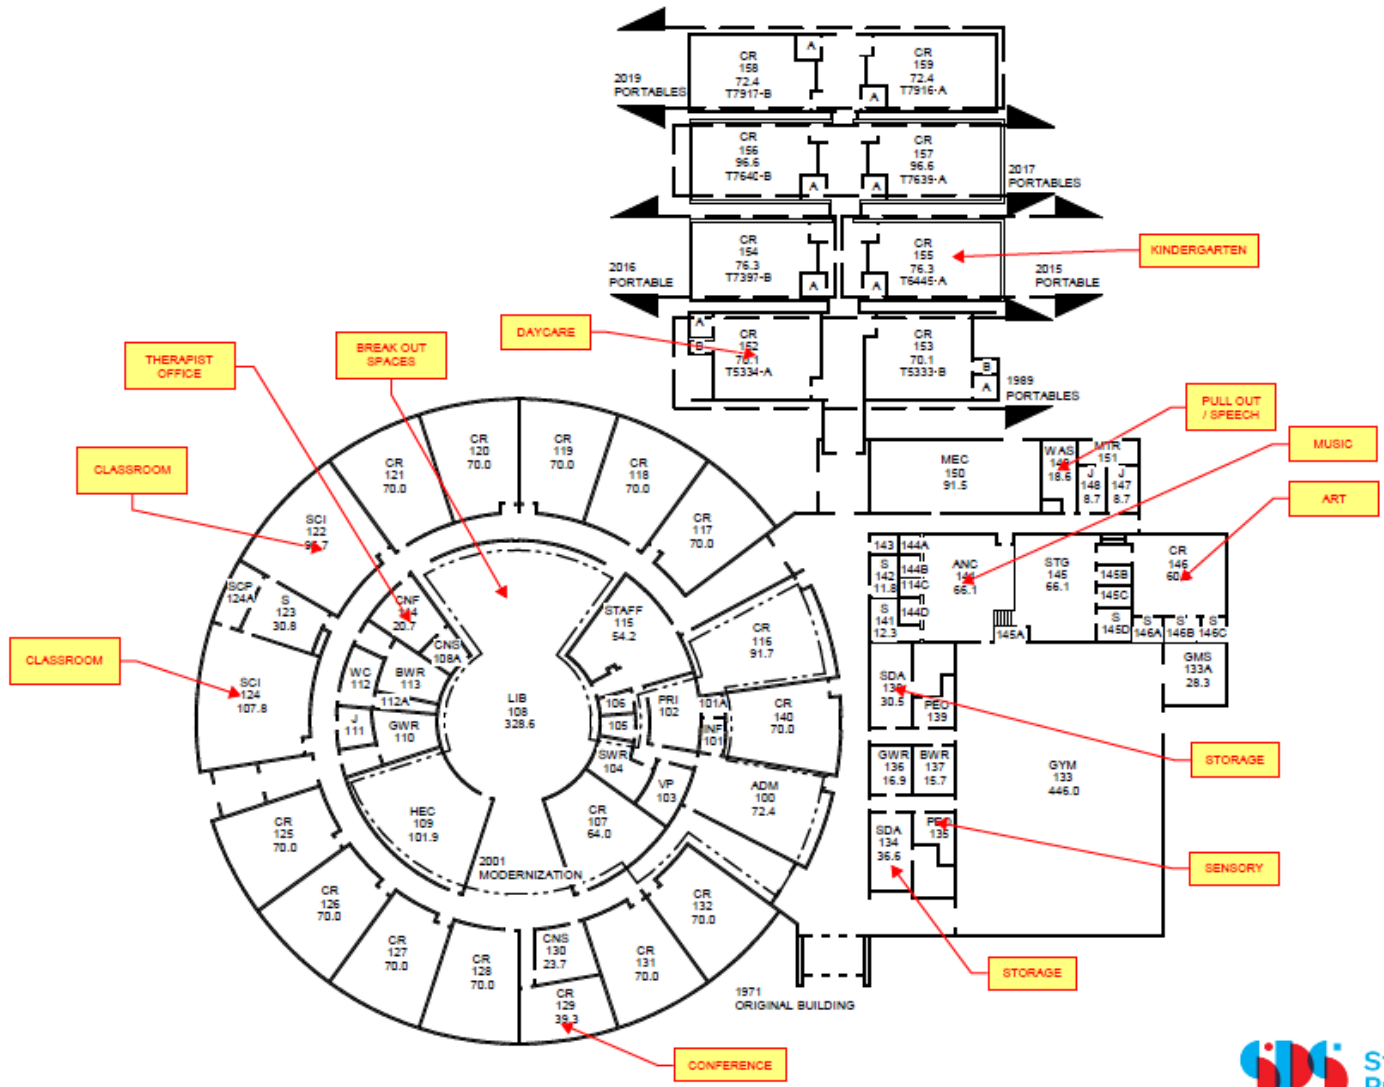 CR
158
72.4
T7917-B
A
CR
159
72.4
T7916-A
A
2019
PORTABLES
CR
156
96.6
T7640-B
A
CR
157
96.6
T7639-A
A
2017
PORTABLES
CR
154
76.3
T7397-B
A
CR
155
76.3
T6445-A
A
KINDERGARTEN
2016
PORTABLE
2015
PORTABLE
DAYCARE
A
B
CR
152
70.1
T5334-A
CR
153
70.1
T5333-B
B
A
1989
PORTABLES
THERAPIST
OFFICE
BREAK OUT
SPACES
CLASSROOM
PULL OUT
/ SPEECH
MUSIC
ART
MEC
150
91.5
WAS
18.6
MTR
151
J
148
8.7
J
147
8.7
CR
121
70.0
CR
120
70.0
CR
119
70.0
CR
118
70.0
CR
117
70.0
SCI
122
SCP
124A
S
123
30.8
CNF
20.7
CNS
108A
STAFF
115
54.2
CR
116
91.7
143
144A
S
142
11.8
144B
114C
S
141
12.3
144D
ANC
66.1
STG
145
66.1
145A
145B
145C
S
145D
CR
146
S
146A
S
146B
S
146C
GMS
133A
28.3
CLASSROOM
SCI
124
107.8
WC
112
BWR
113
112A
J
111
GWR
110
LIB
108
328.6
106
105
PRI
102
101A
INF
101
CR
140
70.0
SWR
104
VP
103
ADM
100
72.4
SDA
30.5
PEO
139
GWR
136
16.9
BWR
137
15.7
GYM
133
446.0
STORAGE
SDA
134
36.6
PEO
135
SENSORY
STORAGE
HEC
109
101.9
CR
107
64.0
2001
MODERNIZATION
CR
125
70.0
CR
126
70.0
CR
127
70.0
CR
128
70.0
CNS
130
23.7
CR
129
39.3
CR
131
70.0
CR
132
70.0
1971
ORIGINAL BUILDING
CONFERENCE